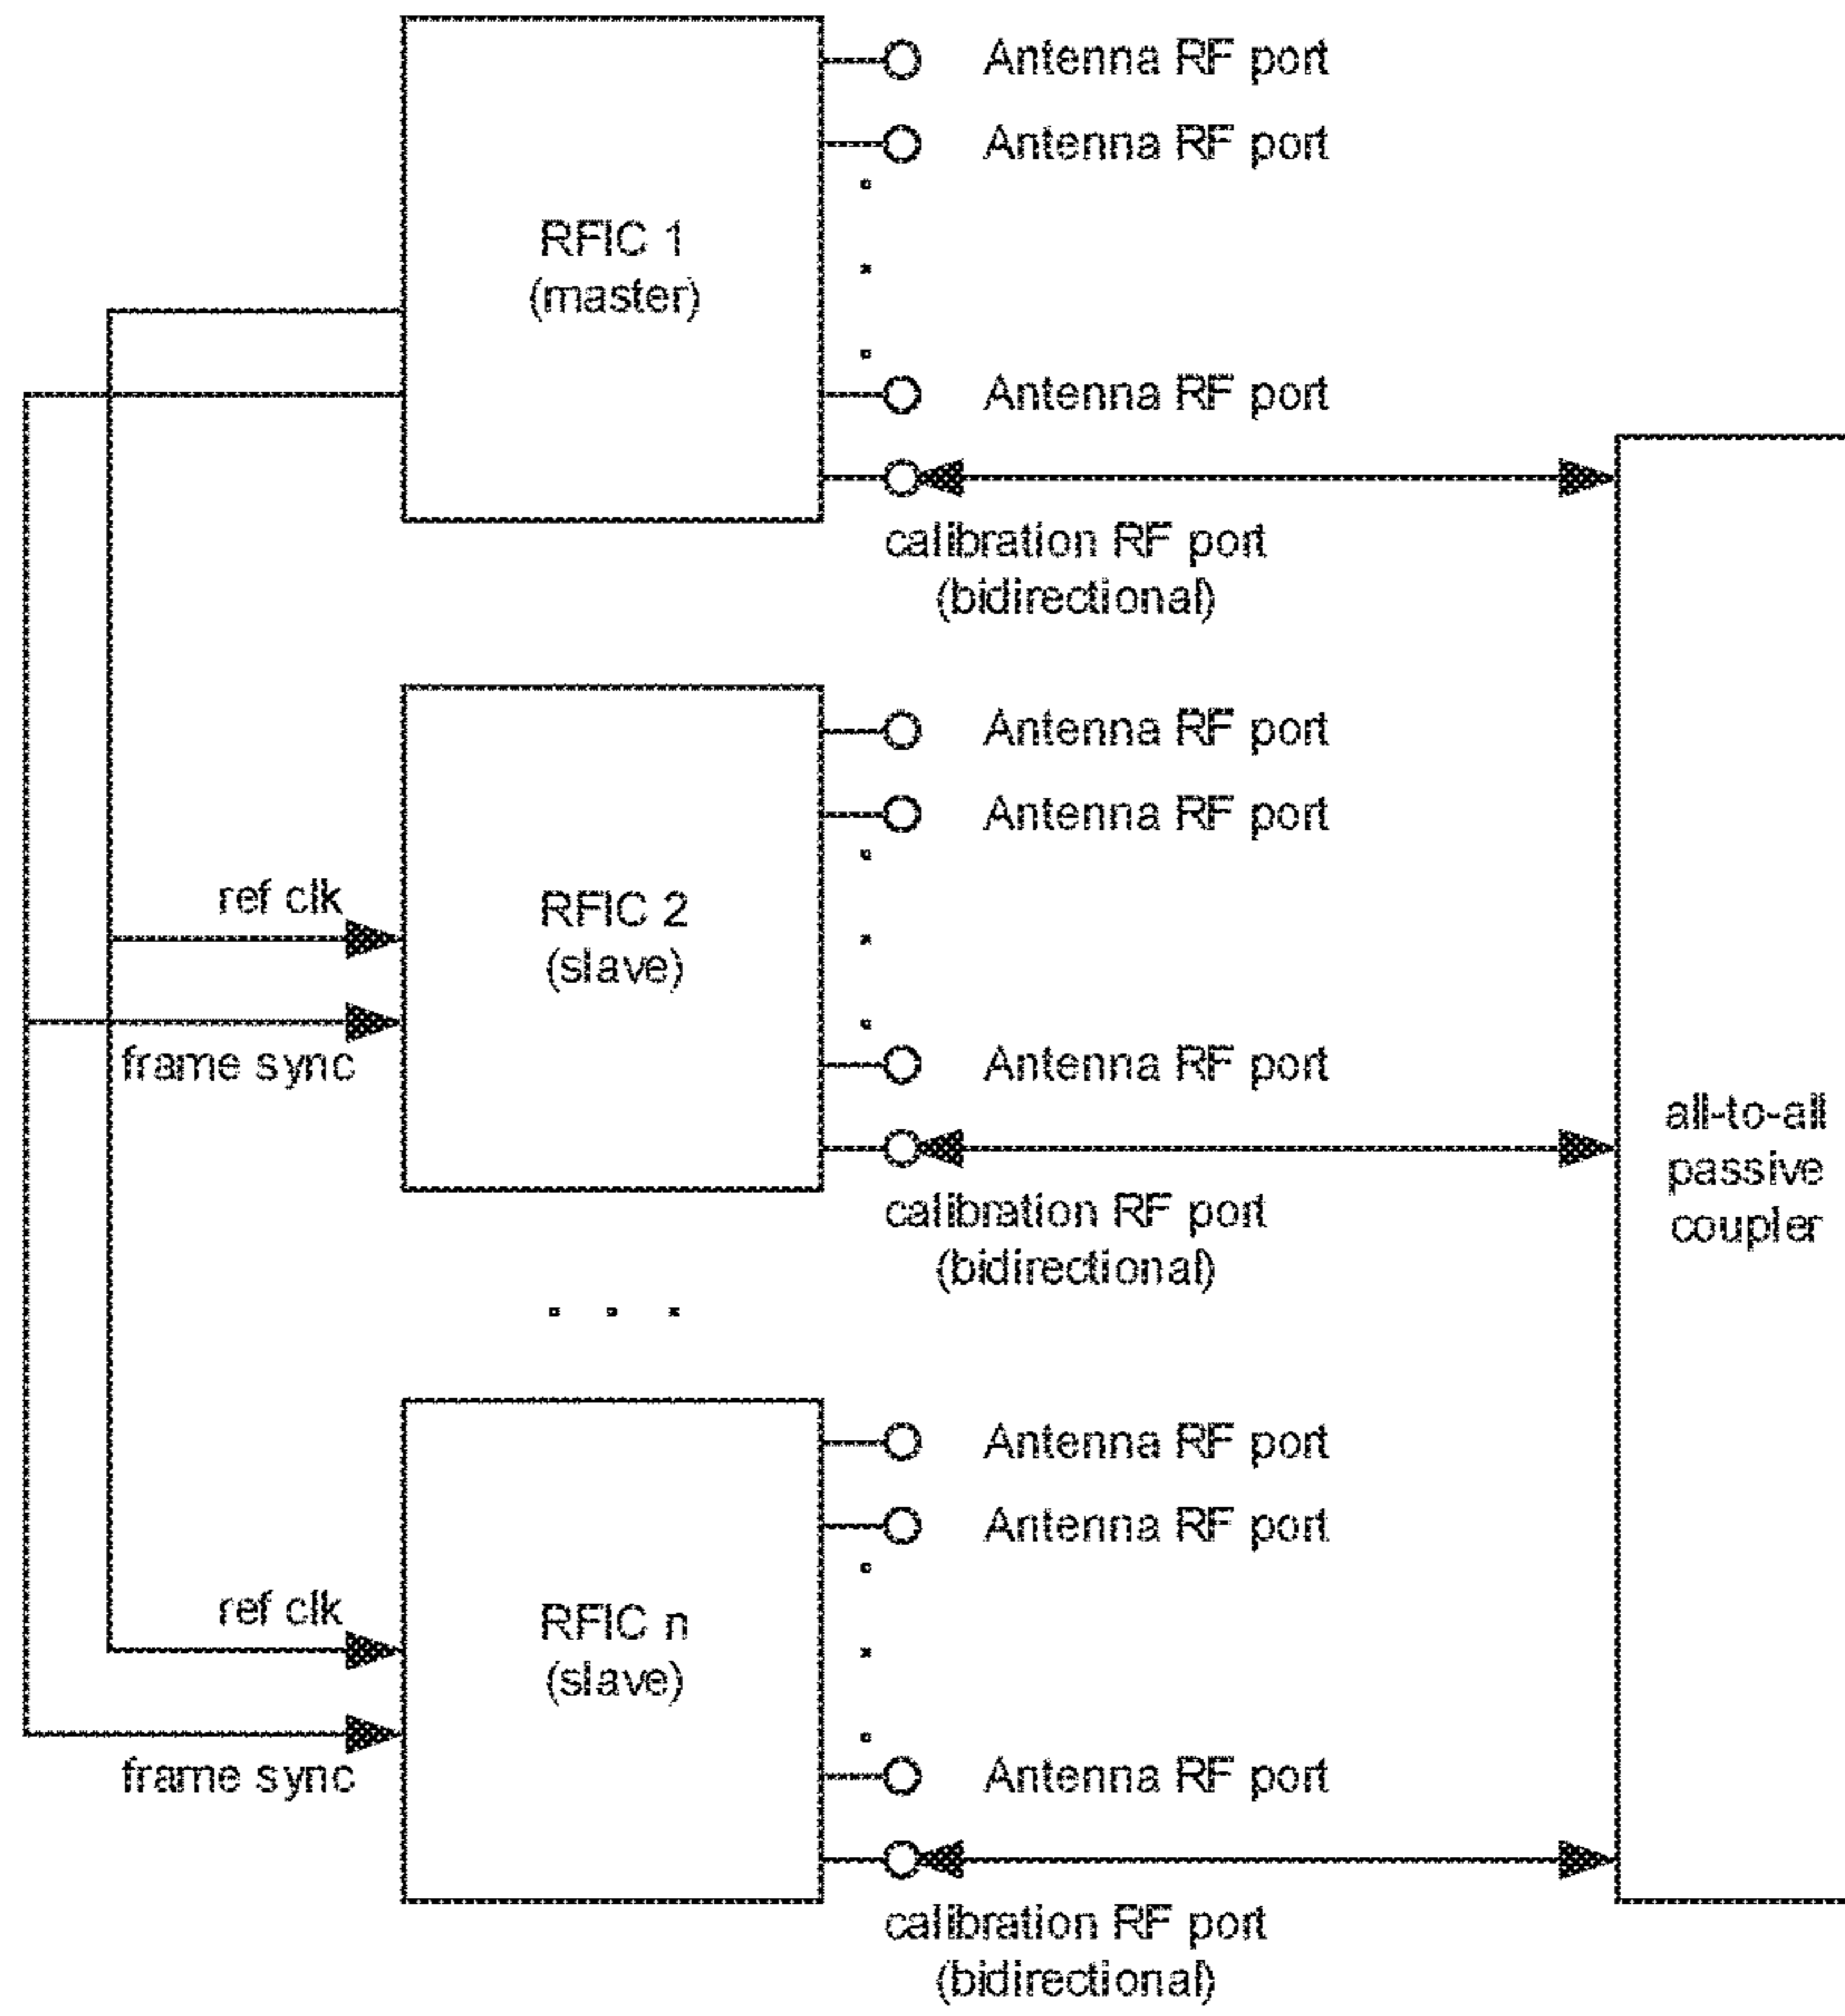 Antenna RF port
Antenna RF port
RFIC 1
(master)
Antenna RF port
calibration RF port
(bidirectional)
Antenna RF port
Antenna RF port
ref clk
RFIC 2
(slave)
frame sync
Antenna RF port
all-to-all
passive
coupler
calibration RF port
(bidirectional)
Antenna RF port
Antenna RF port
ref clk
RFIC n
(slave)
frame sync
Antenna RF port
calibration RF port
(bidirectional)